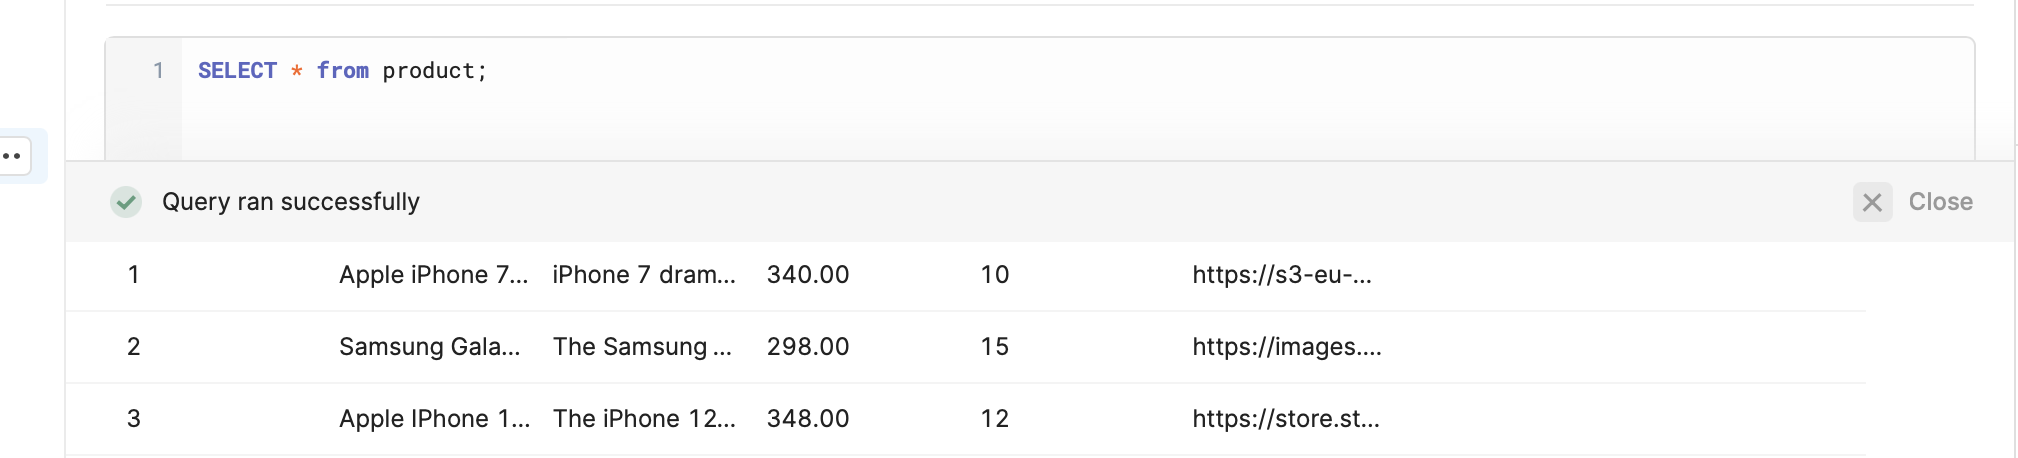 1 SELECT * from product;
Query ran successfully Close
1 Apple iPhone 7... iPhone 7 dram... 340.00 10 https://s3-eu-...
2 Samsung Gala... The Samsung ... 298.00 15 https://images....
3 Apple IPhone 1... The iPhone 12... 348.00 12 https://store.st...